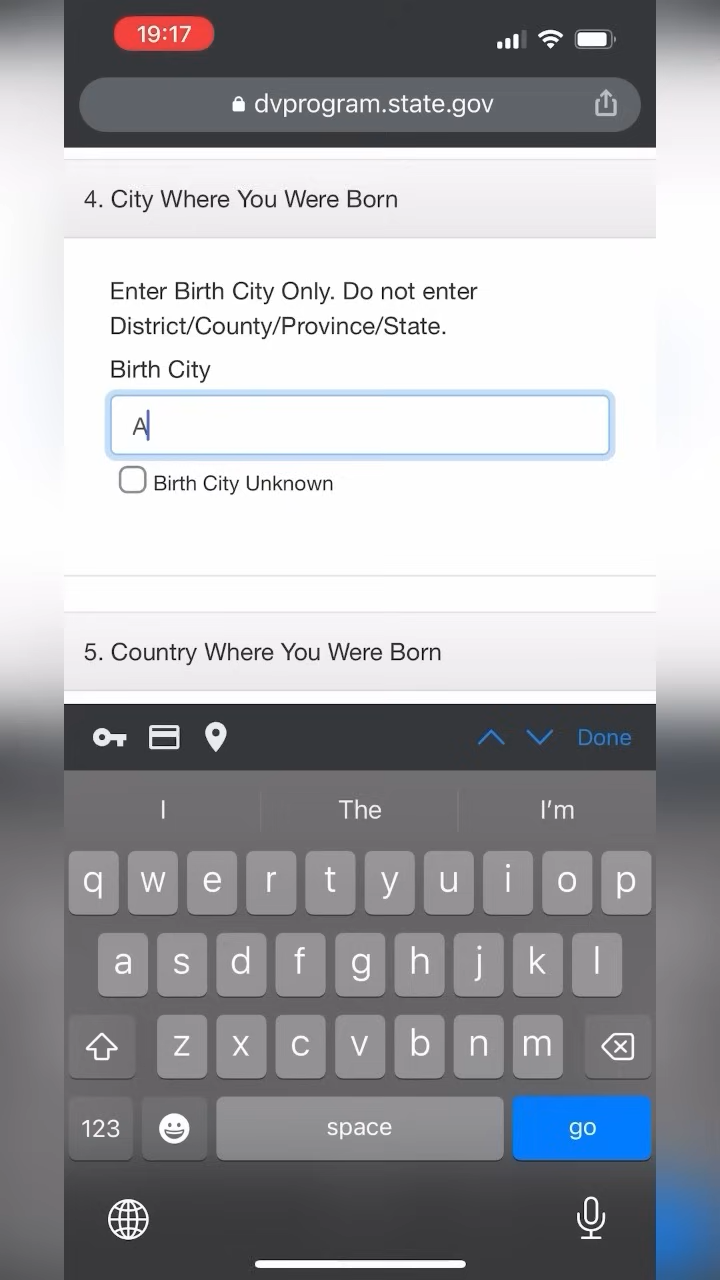 19:17
dvprogram.state.gov
4. City Where You Were Born
Enter Birth City Only. Do not enter
District/County/Province/State.
Birth City
A
Birth City Unknown
5. Country Where You Were Born
Done
I The I'm
q w e r t y u i o p
a s d f g h j k l
z x c v b n m
123 space go